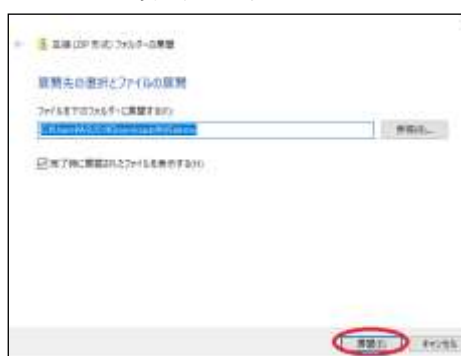 圧縮 (ZIP 形式) フォルダーの展開
展開先の選択とファイルの展開
ファイルを下のフォルダーに展開する(F):
参照(R)...
完了時に展開されたファイルを表示する(H)
展開(E)
キャンセル